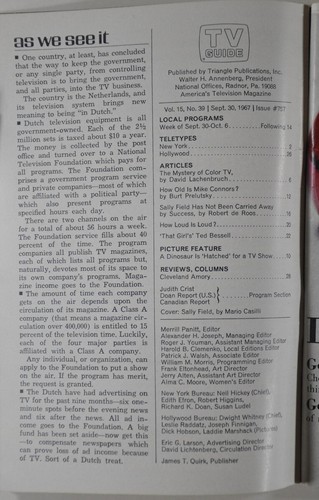 as we see it
■ One country, at least, has concluded
that the way to keep the government,
or any single party, from controlling
television is to bring the government,
and all parties, into the TV business.
The country is the Netherlands, and
its television system brings new
meaning to being "in Dutch."
■ Dutch television equipment is all
government-owned. Each of the 2½
million sets is taxed about $10 a year.
The money is collected by the post
office and turned over to a National
Television Foundation which pays for
all programs. The Foundation com-
prises a government program service
and private companies—most of which
are affiliated with a political party—
which also present programs at
specified hours each day.
There are two channels on the air
for a total of about 56 hours a week.
The Foundation service fills about 40
percent of the time. The program
companies all publish TV magazines,
each of which lists all programs but,
naturally, devotes most of its space to
its own company's programs. Maga-
zine income goes to the Foundation.
■ The amount of time each company
gets on the air depends upon the
circulation of its magazine. A Class A
company (that means a magazine cir-
culation over 400,000) is entitled to 15
percent of the television time. Luckily,
each of the four major parties is
affiliated with a Class A company.
Any individual, or organization, can
apply to the Foundation to put a show
on the air. If the program has merit,
the request is granted.
■ The Dutch have had advertising on
TV for the past nine months—six one-
minute spots before the evening news
and six after the news. All ad in-
come goes to the Foundation. A big
fund has been set aside—now get this
—to compensate newspapers which
can prove loss of ad income because
of TV. Sort of a Dutch treat.
TV
GUIDE
Published by Triangle Publications, Inc.
Walter H. Annenberg, President
National Offices, Radnor, Pa. 19088
America's Television Magazine
Vol. 15, No. 39 | Sept. 30, 1967 | Issue
LOCAL PROGRAMS
Week of Sept. 30-Oct. 6 Following 14
TELETYPES
New York
Hollywood
ARTICLES
The Mystery of Color TV,
by David Lachenbruch
How Old Is Mike Connors?
by Burt Prelutsky 12
Sally Field Has Not Been Carried Away
by Success, by Robert de Roos
How Loud Is Loud?
'That Girl's' Ted Bessell
PICTURE FEATURE
A Dinosaur Is 'Hatched' for a TV Show
REVIEWS, COLUMNS
Cleveland Amory
Judith Crist
Doan Report (U.S.)
Canadian Report
Program Section
Cover: Sally Field, by Mario Casilli
Merrill Panitt, Editor
Alexander H. Joseph, Managing Editor
Roger J. Youman, Assistant Managing Editor
Harold B. Clemenko, Local Editions Editor
Patrick J. Walsh, Associate Editor
William M. Morris, Programming Editor
Frank Eltonhead, Art Director
Jerry Alten, Assistant Art Director
Alma C. Moore, Women's Editor
New York Bureau: Neil Hickey (Chief),
Edith Efron, Robert Higgins,
Richard K. Doan, Susan Ludel
Hollywood Bureau: Dwight Whitney (Chief),
Leslie Raddatz, Joseph Finnigan,
Dick Hobson, Laddie Marshack (Pictures)
Eric G. Larson, Advertising Director
David Lichtenberg, Circulation Director
James T. Quirk, Publisher